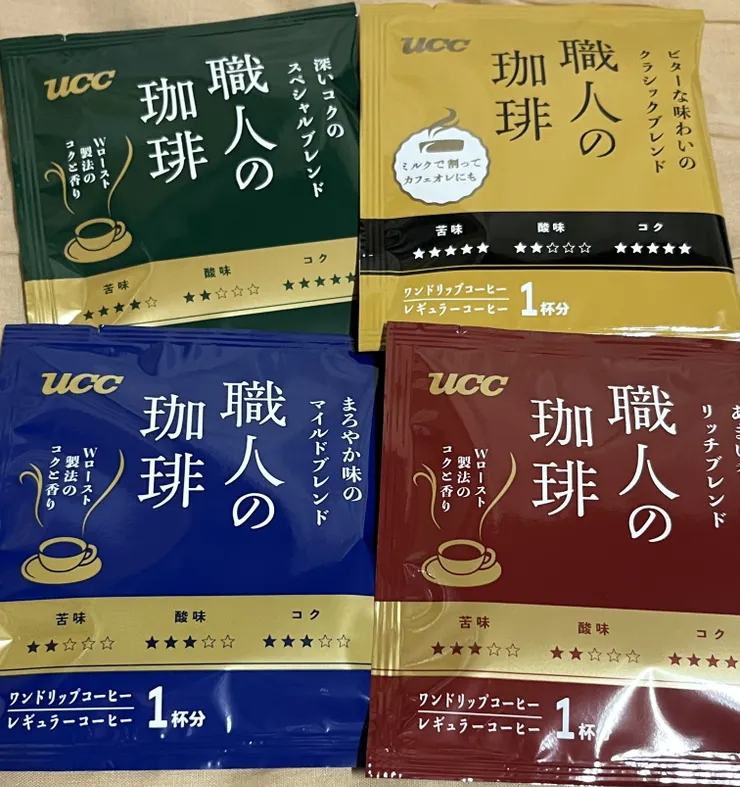 UCC
深いコクの
スペシャルブレンド
職人の
珈琲
Wロースト
製法の
コクと香り
苦味
酸味
コク
★★★★☆
★★☆☆☆
★★★★★
UCC
ビターな味わいの
クラシックブレンド
職人の
珈琲
ミルクで割って
カフェオレにも
苦味
酸味
コク
★★★★★
★★☆☆☆
★★★★★
ワンドリップコーヒー
レギュラーコーヒー
1杯分
UCC
まろやか味の
マイルドブレンド
職人の
珈琲
Wロースト
製法の
コクと香り
苦味
酸味
コク
★★☆☆☆
★★★☆☆
★★★☆☆
ワンドリップコーヒー
レギュラーコーヒー
1杯分
UCC
リッチブレンド
職人の
珈琲
Wロースト
製法の
コクと香り
苦味
酸味
コク
★★★☆☆
★★☆☆☆
★★★★
ワンドリップコーヒー
レギュラーコーヒー
1杯